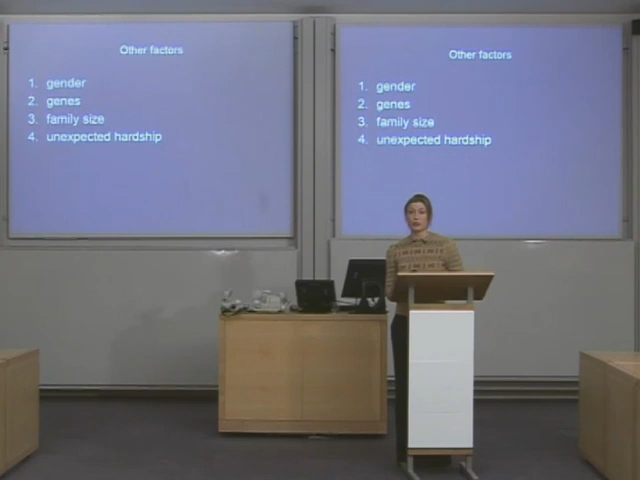 Other factors
1. gender
2. genes
3. family size
4. unexpected hardship
Other factors
1. gender
2. genes
3. family size
4. unexpected hardship